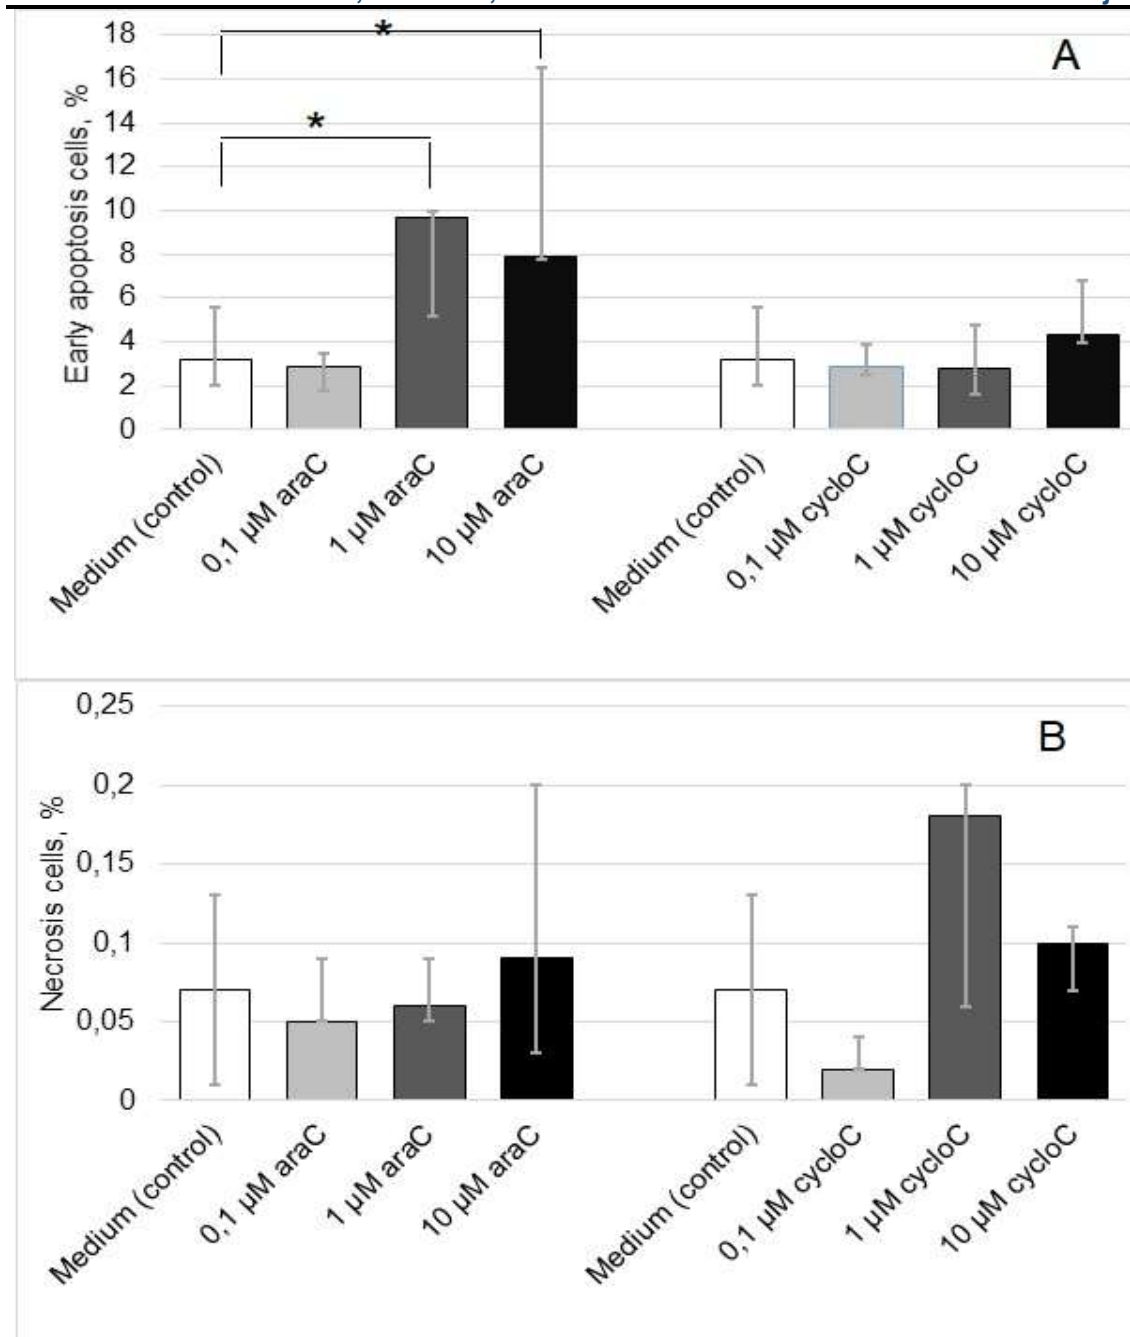 18
*
A
16
14
*
12
10
8
6
4
2
0
Early apoptosis cells, %
Medium (control)
0,1 µM araC
1 µM araC
10 µM araC
Medium (control)
0,1 µM cycloC
1 µM cycloC
10 µM cycloC
0,25
B
0,2
0,15
0,1
0,05
0
Necrosis cells, %
Medium (control)
0,1 µM araC
1 µM araC
10 µM araC
Medium (control)
0,1 µM cycloC
1 µM cycloC
10 µM cycloC